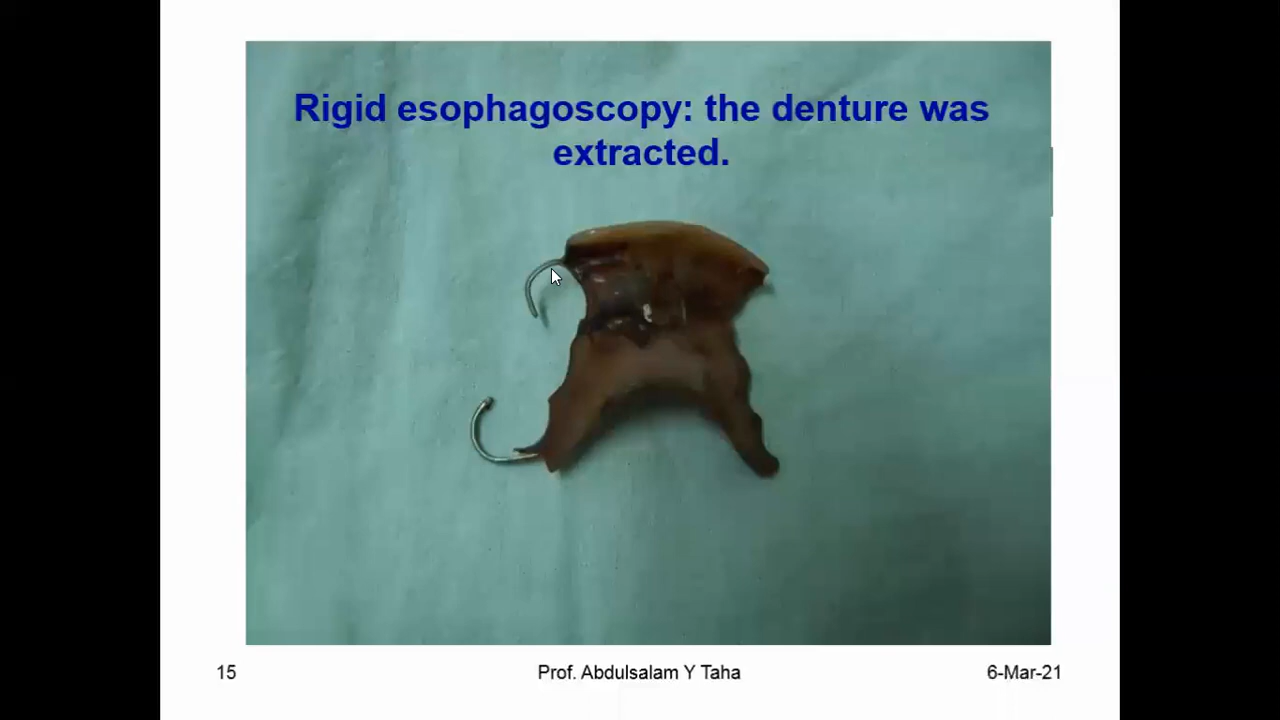 Rigid esophagoscopy: the denture was
extracted.
15
Prof. Abdulsalam Y Taha
6-Mar-21